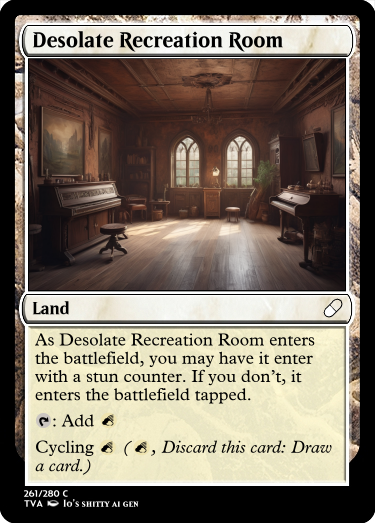 Desolate Recreation Room
Land
As Desolate Recreation Room enters
the battlefield, you may have it enter
with a stun counter. If you don't, it
enters the battlefield tapped.
: Add
Cycling ( , Discard this card: Draw
a card.)
261/280 C
TVA Io's shitty ai gen